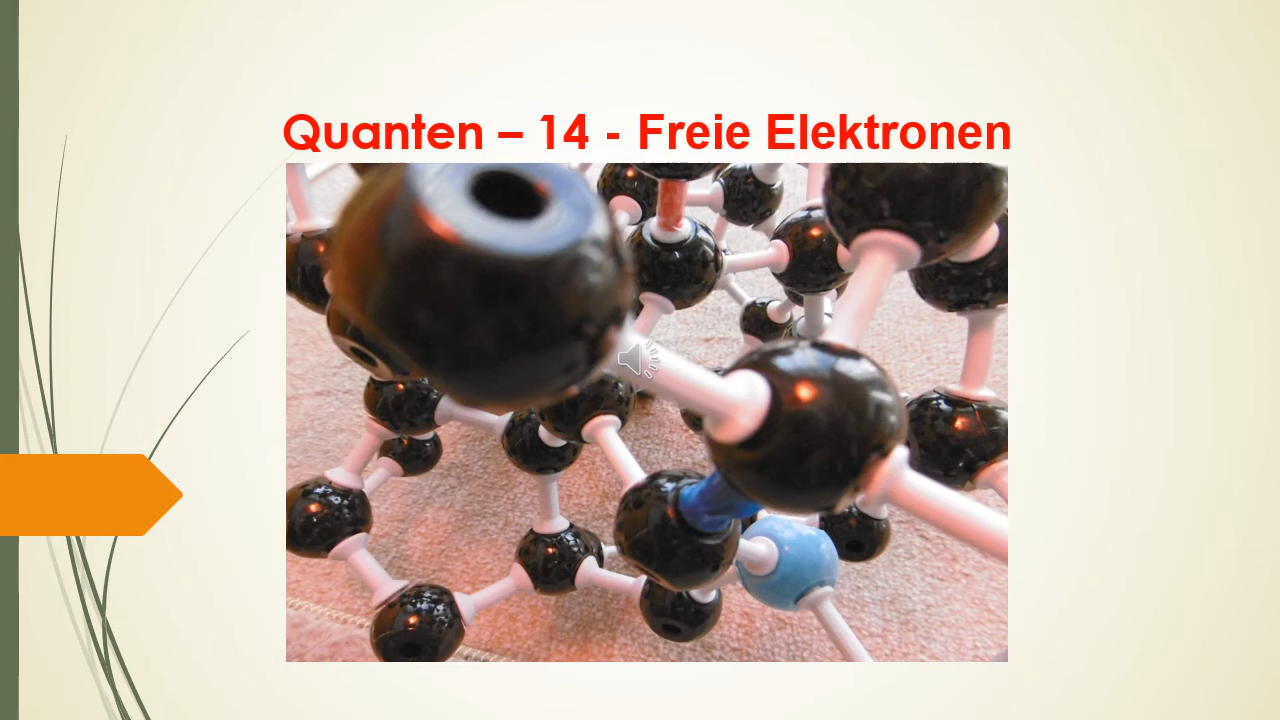 Quanten – 14 - Freie Elektronen